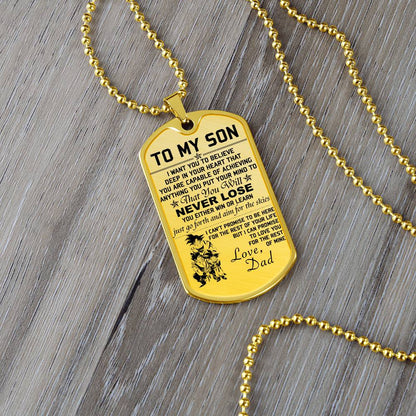 TO MY SON
I WANT YOU TO BELIEVE
DEEP IN YOUR HEART THAT
YOU ARE CAPABLE OF ACHIEVING
ANYTHING YOU PUT YOUR MIND TO
That You Will
NEVER LOSE
YOU EITHER WIN OR LEARN
just go forth and aim for the skies
I CAN'T PROMISE TO BE HERE
FOR THE REST OF YOUR LIFE
BUT I CAN PROMISE
TO LOVE YOU
FOR THE REST
OF MINE.
Love,
Dad